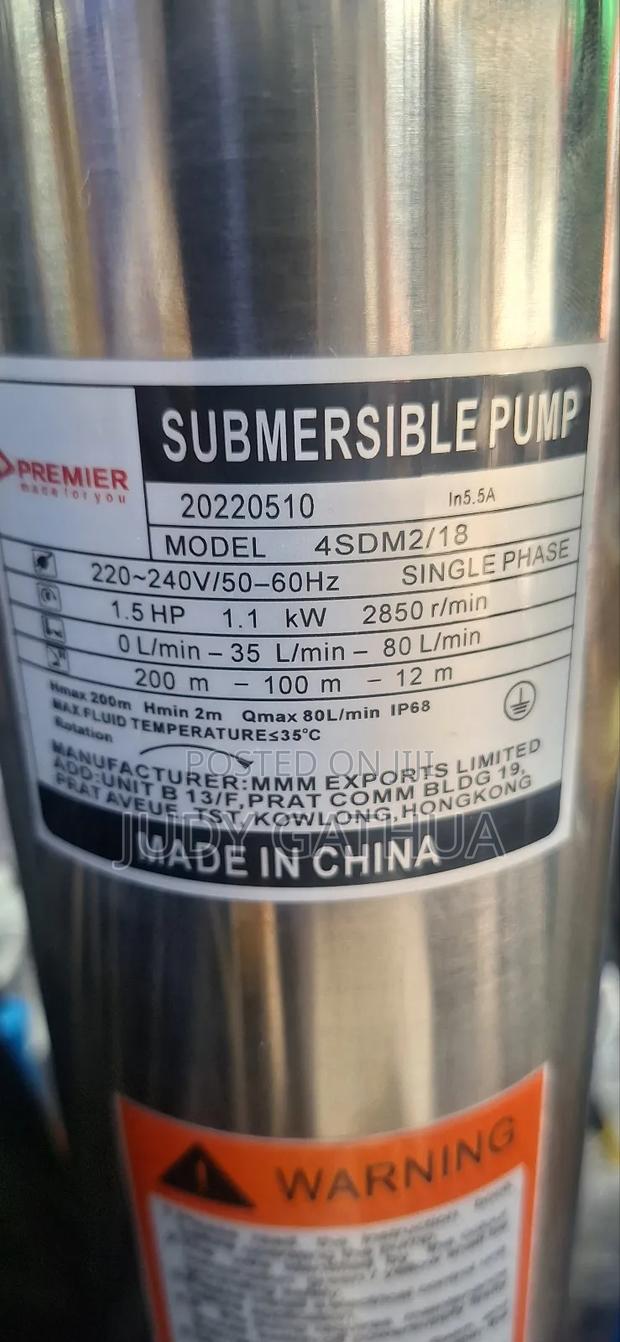 SUBMERSIBLE PUMP
PREMIER
made for you
20220510 In5.5A
MODEL 4SDM2/18
220~240V/50–60Hz SINGLE PHASE
1.5 HP 1.1 kW 2850 r/min
0 L/min – 35 L/min – 80 L/min
200 m – 100 m – 12 m
Hmax 200m Hmin 2m Qmax 80L/min IP68
MAX.FLUID TEMPERATURE≤35°C
Rotation
MANUFACTURER:MMM EXPORTS LIMITED
ADD:UNIT B 13/F,PRAT COMM BLDG 19,
PRAT AVEUE, TST, KOWLONG,HONGKONG
MADE IN CHINA
POSTED ON JIJI
JUDY GATHUA
WARNING